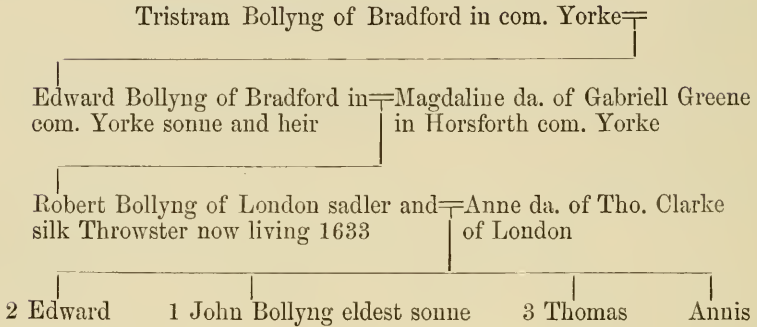 Tristram Bollyng of Bradford in com. Yorke
Edward Bollyng of Bradford in
com. Yorke sonne and heir
Magdaline da. of Gabriell Greene
in Horsforth com. Yorke
Robert Bollyng of London sadler and
silk Throwster now living 1633
Anne da. of Tho. Clarke
of London
2 Edward 1 John Bollyng eldest sonne 3 Thomas Annis